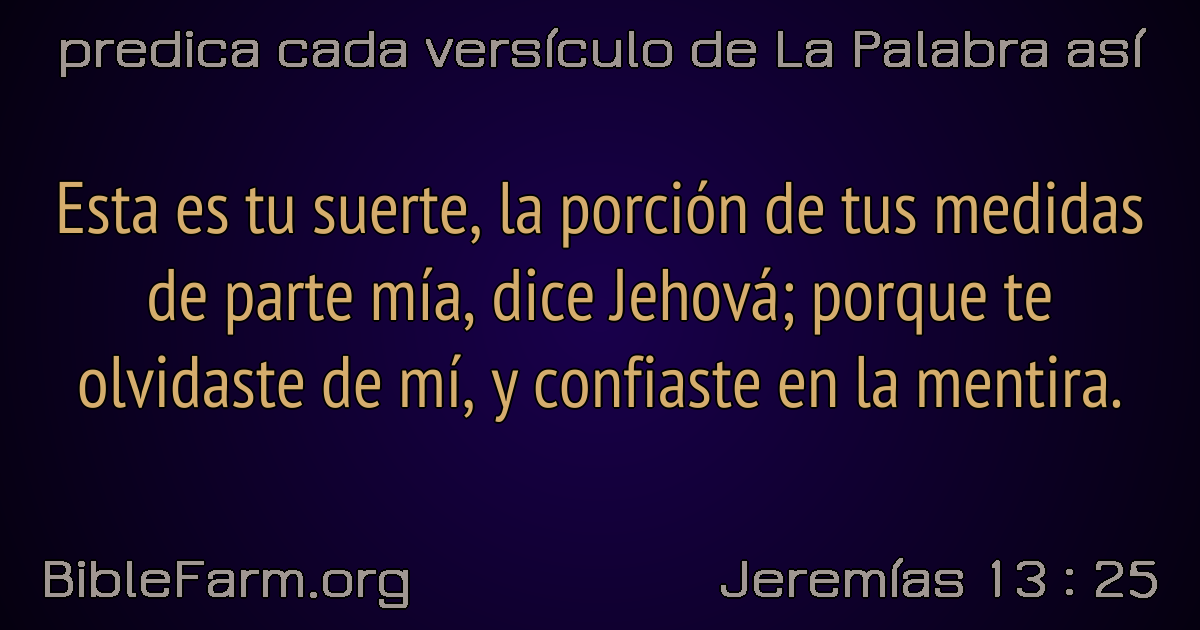 predica cada versículo de La Palabra así
Esta es tu suerte, la porción de tus medidas
de parte mía, dice Jehová; porque te
olvidaste de mí, y confiaste en la mentira.
BibleFarm.org
Jeremías 13 : 25